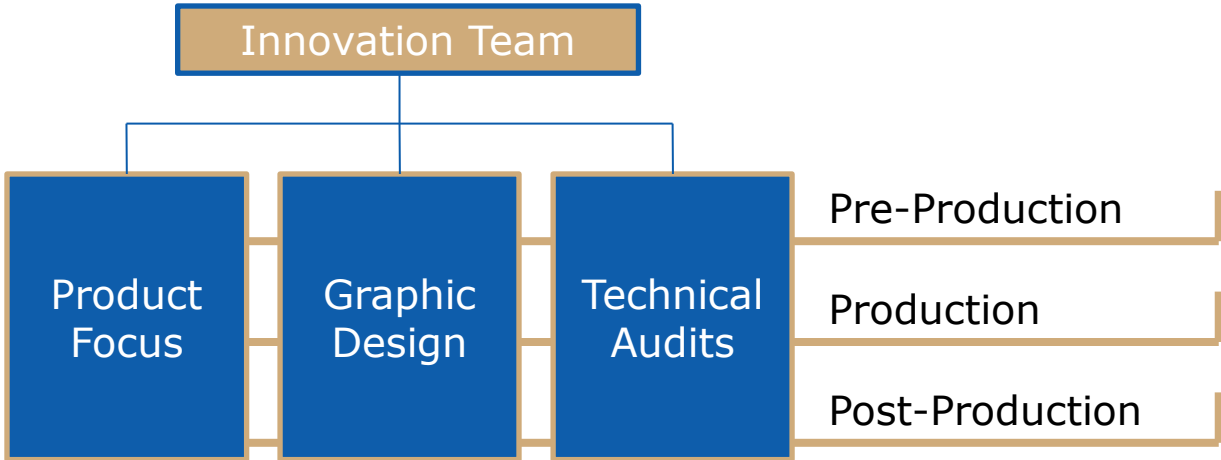 Innovation Team
Product
Focus
Graphic
Design
Technical
Audits
Pre-Production
Production
Post-Production